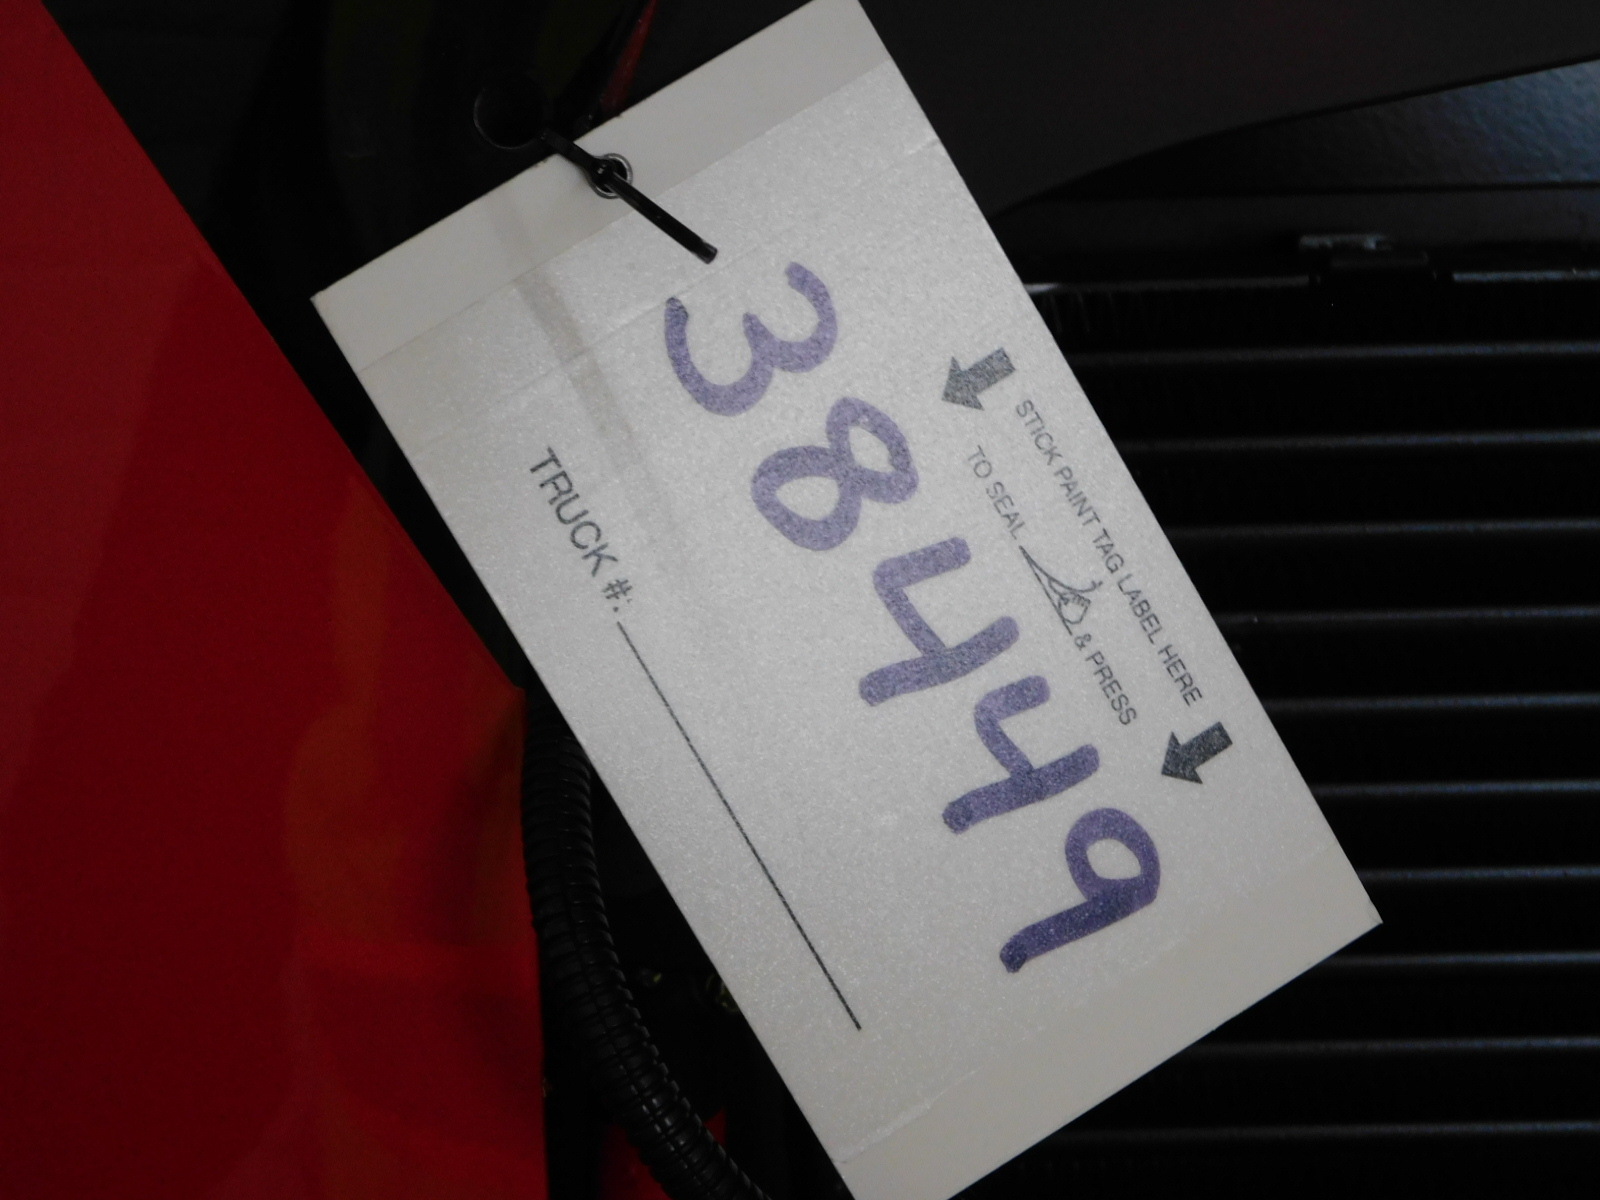 STICK PAINT TAG LABEL HERE
TO SEAL & PRESS
38449
TRUCK #: